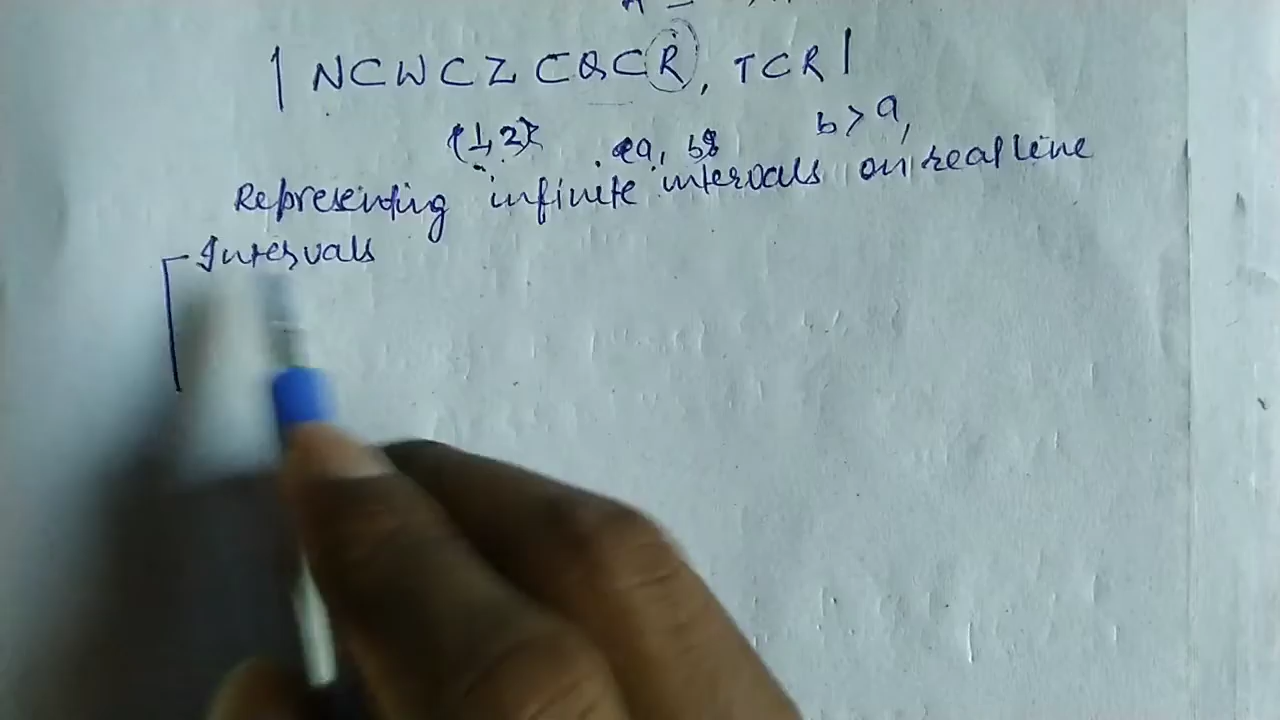 | N C W C Z C Q C R, T C R |
{1,2} {a, b} b > a,
Representing infinite intervals on real line
Intervals